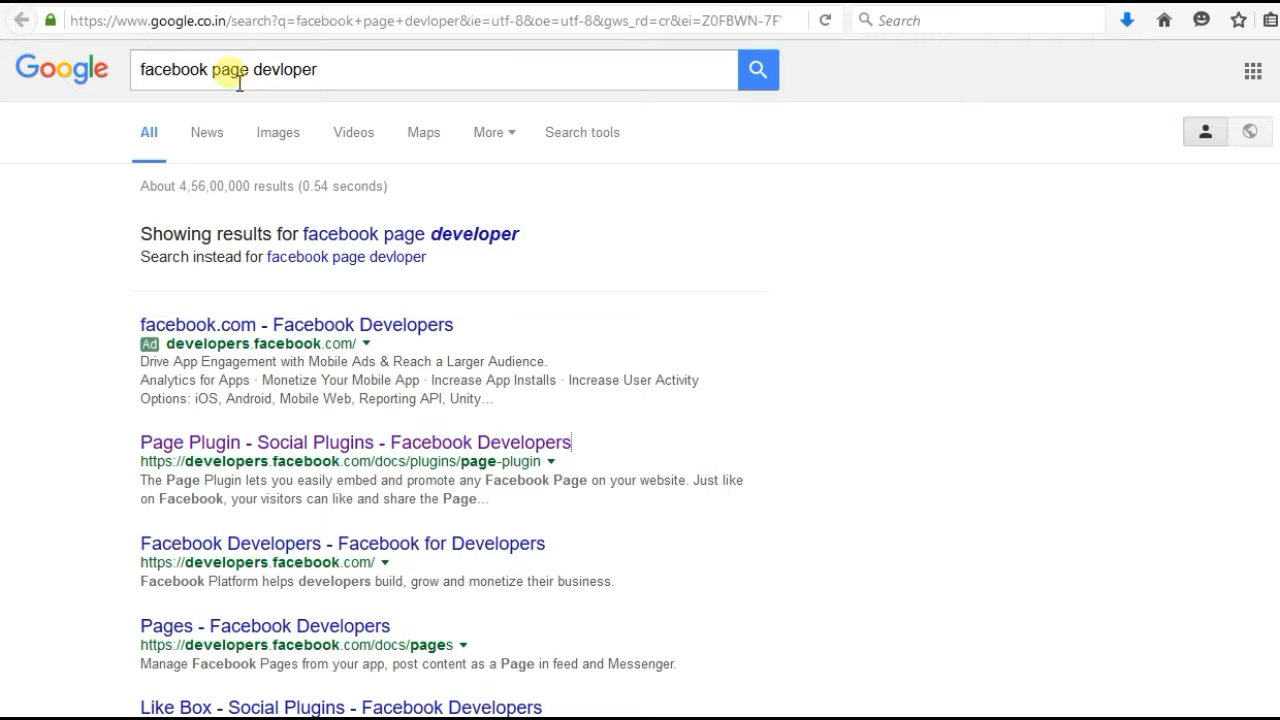 https://www.google.co.in/search?q=facebook+page+devloper&ie=utf-8&oe=utf-8&gws_rd=cr&ei=Z0FBWN-7F
Search
Google
facebook page devloper
All News Images Videos Maps More Search tools
About 4,56,00,000 results (0.54 seconds)
Showing results for facebook page developer
Search instead for facebook page devloper
facebook.com - Facebook Developers
Ad developers.facebook.com/
Drive App Engagement with Mobile Ads & Reach a Larger Audience.
Analytics for Apps · Monetize Your Mobile App · Increase App Installs · Increase User Activity
Options: iOS, Android, Mobile Web, Reporting API, Unity...
Page Plugin - Social Plugins - Facebook Developers
https://developers.facebook.com/docs/plugins/page-plugin
The Page Plugin lets you easily embed and promote any Facebook Page on your website. Just like
on Facebook, your visitors can like and share the Page...
Facebook Developers - Facebook for Developers
https://developers.facebook.com/
Facebook Platform helps developers build, grow and monetize their business.
Pages - Facebook Developers
https://developers.facebook.com/docs/pages
Manage Facebook Pages from your app, post content as a Page in feed and Messenger.
Like Box - Social Plugins - Facebook Developers